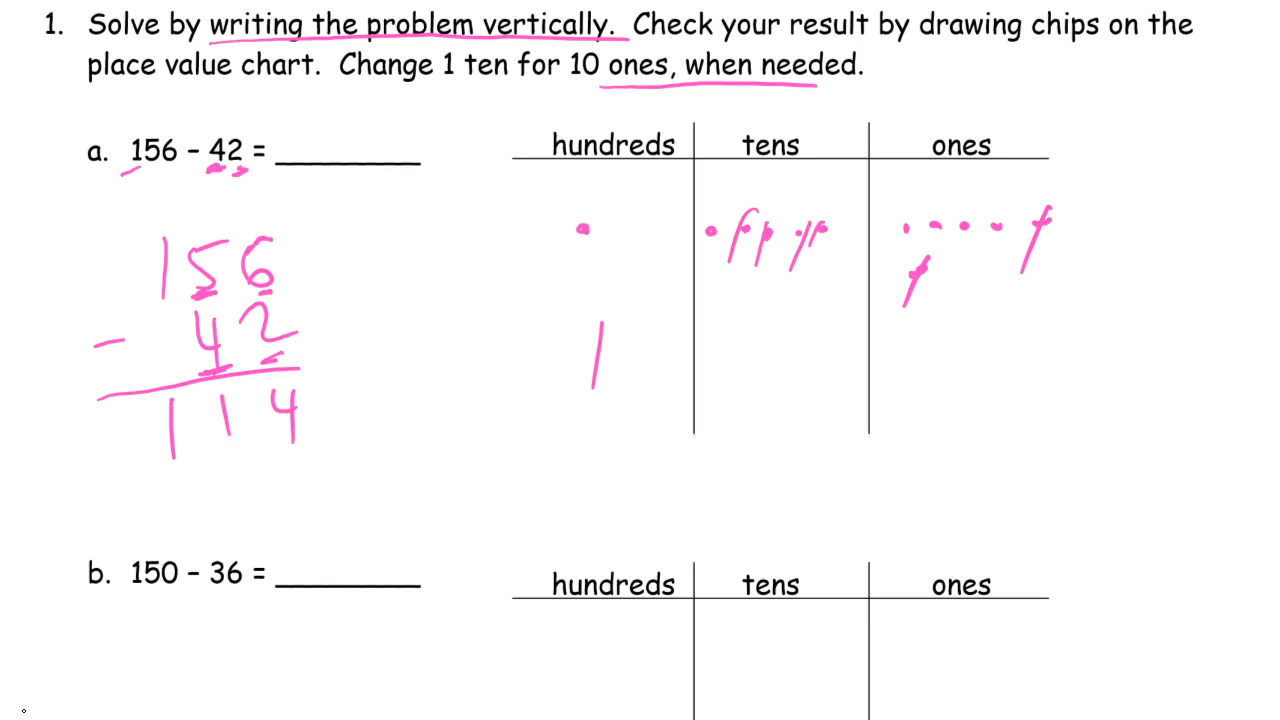 1. Solve by writing the problem vertically. Check your result by drawing chips on the
place value chart. Change 1 ten for 10 ones, when needed.
a. 156 - 42 = __________
hundreds tens ones
156
- 42
114
1
b. 150 - 36 = __________
hundreds tens ones